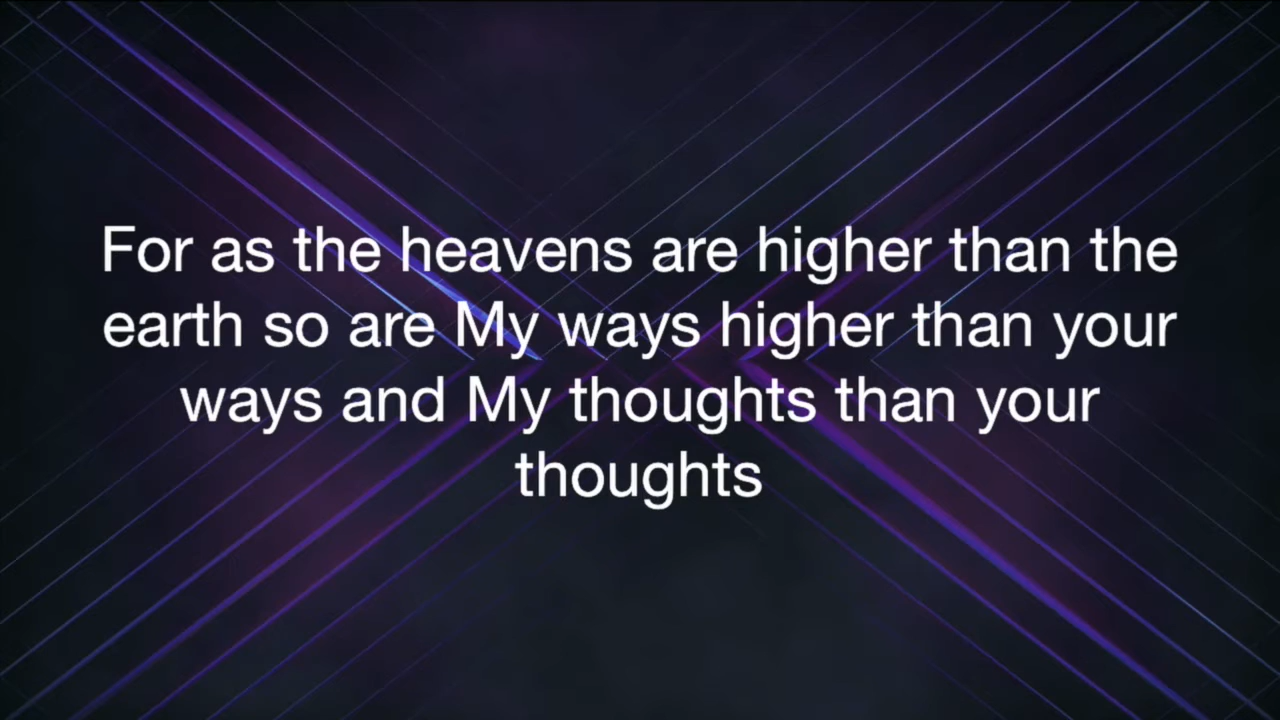 For as the heavens are higher than the
earth so are My ways higher than your
ways and My thoughts than your
thoughts